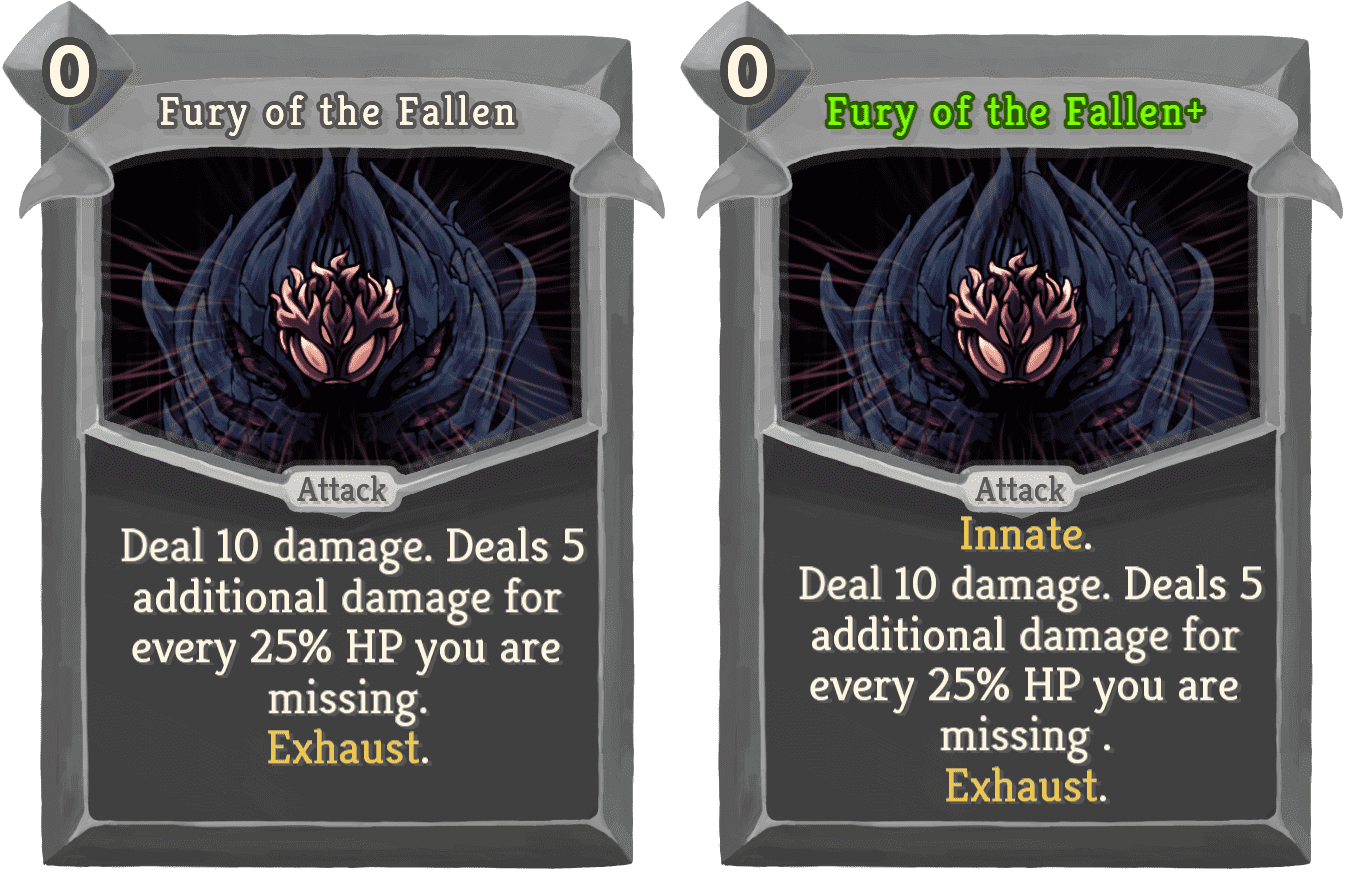 0
Fury of the Fallen
Attack
Deal 10 damage. Deals 5
additional damage for
every 25% HP you are
missing.
Exhaust.
0
Fury of the Fallen+
Attack
Innate.
Deal 10 damage. Deals 5
additional damage for
every 25% HP you are
missing .
Exhaust.